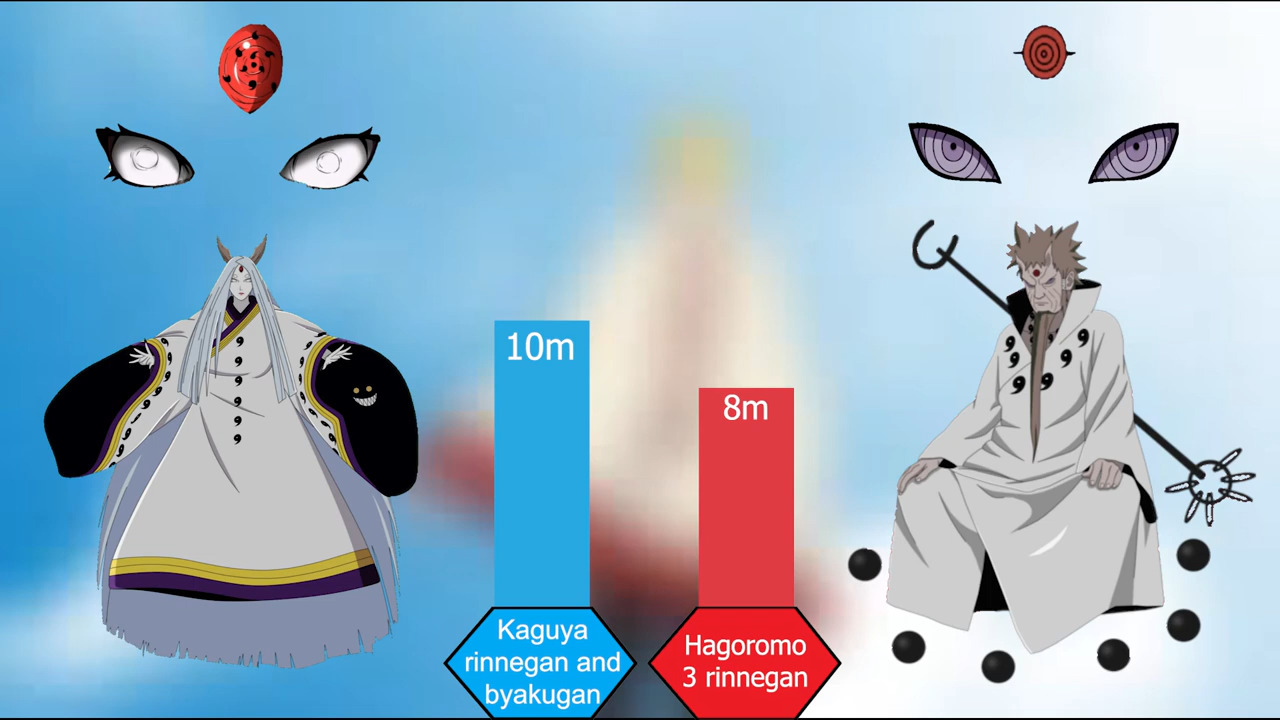 10m
8m
Kaguya
rinnegan and
byakugan
Hagoromo
3 rinnegan